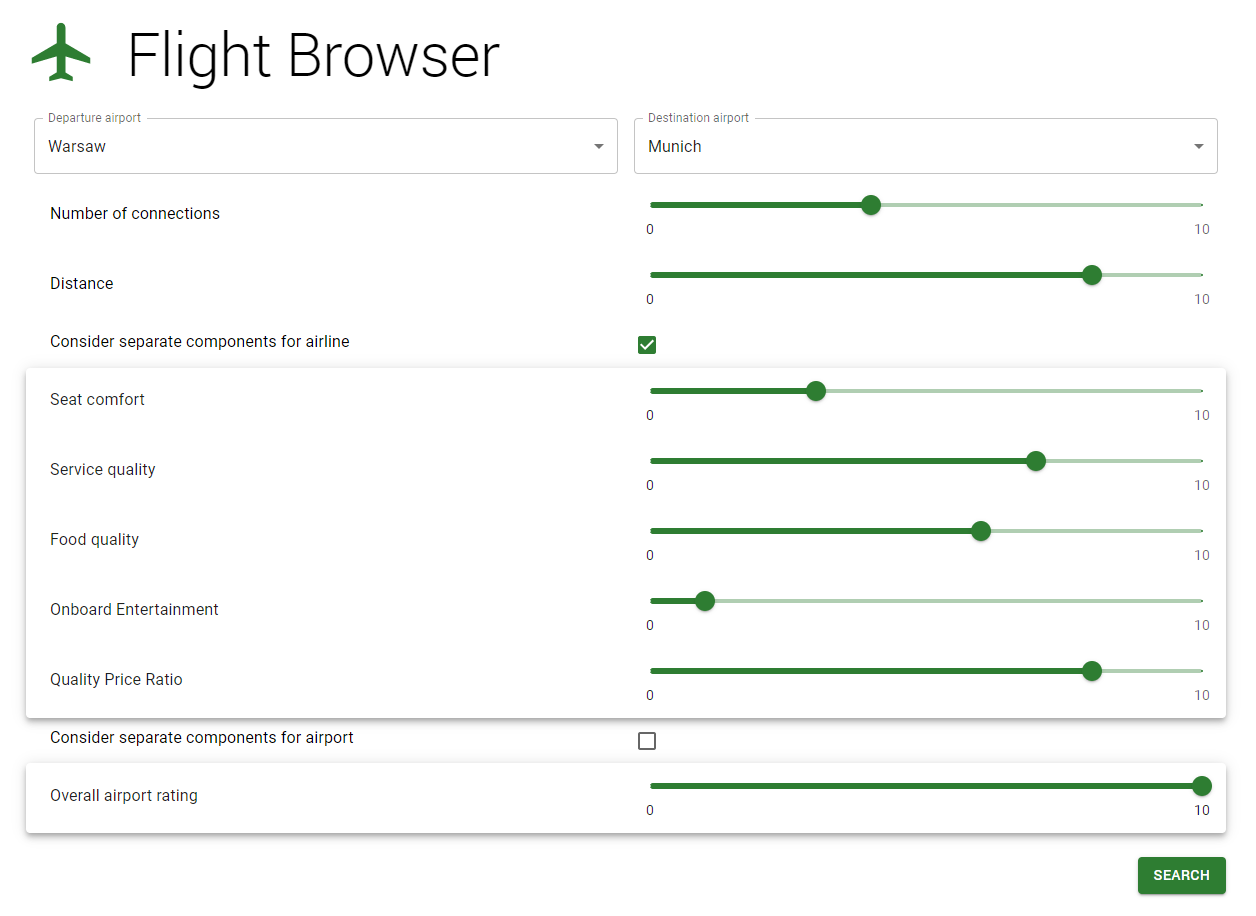 Flight Browser
Departure airport
Warsaw
Destination airport
Munich
Number of connections
0 10
Distance
0 10
Consider separate components for airline
Seat comfort
0 10
Service quality
0 10
Food quality
0 10
Onboard Entertainment
0 10
Quality Price Ratio
0 10
Consider separate components for airport
Overall airport rating
0 10
SEARCH